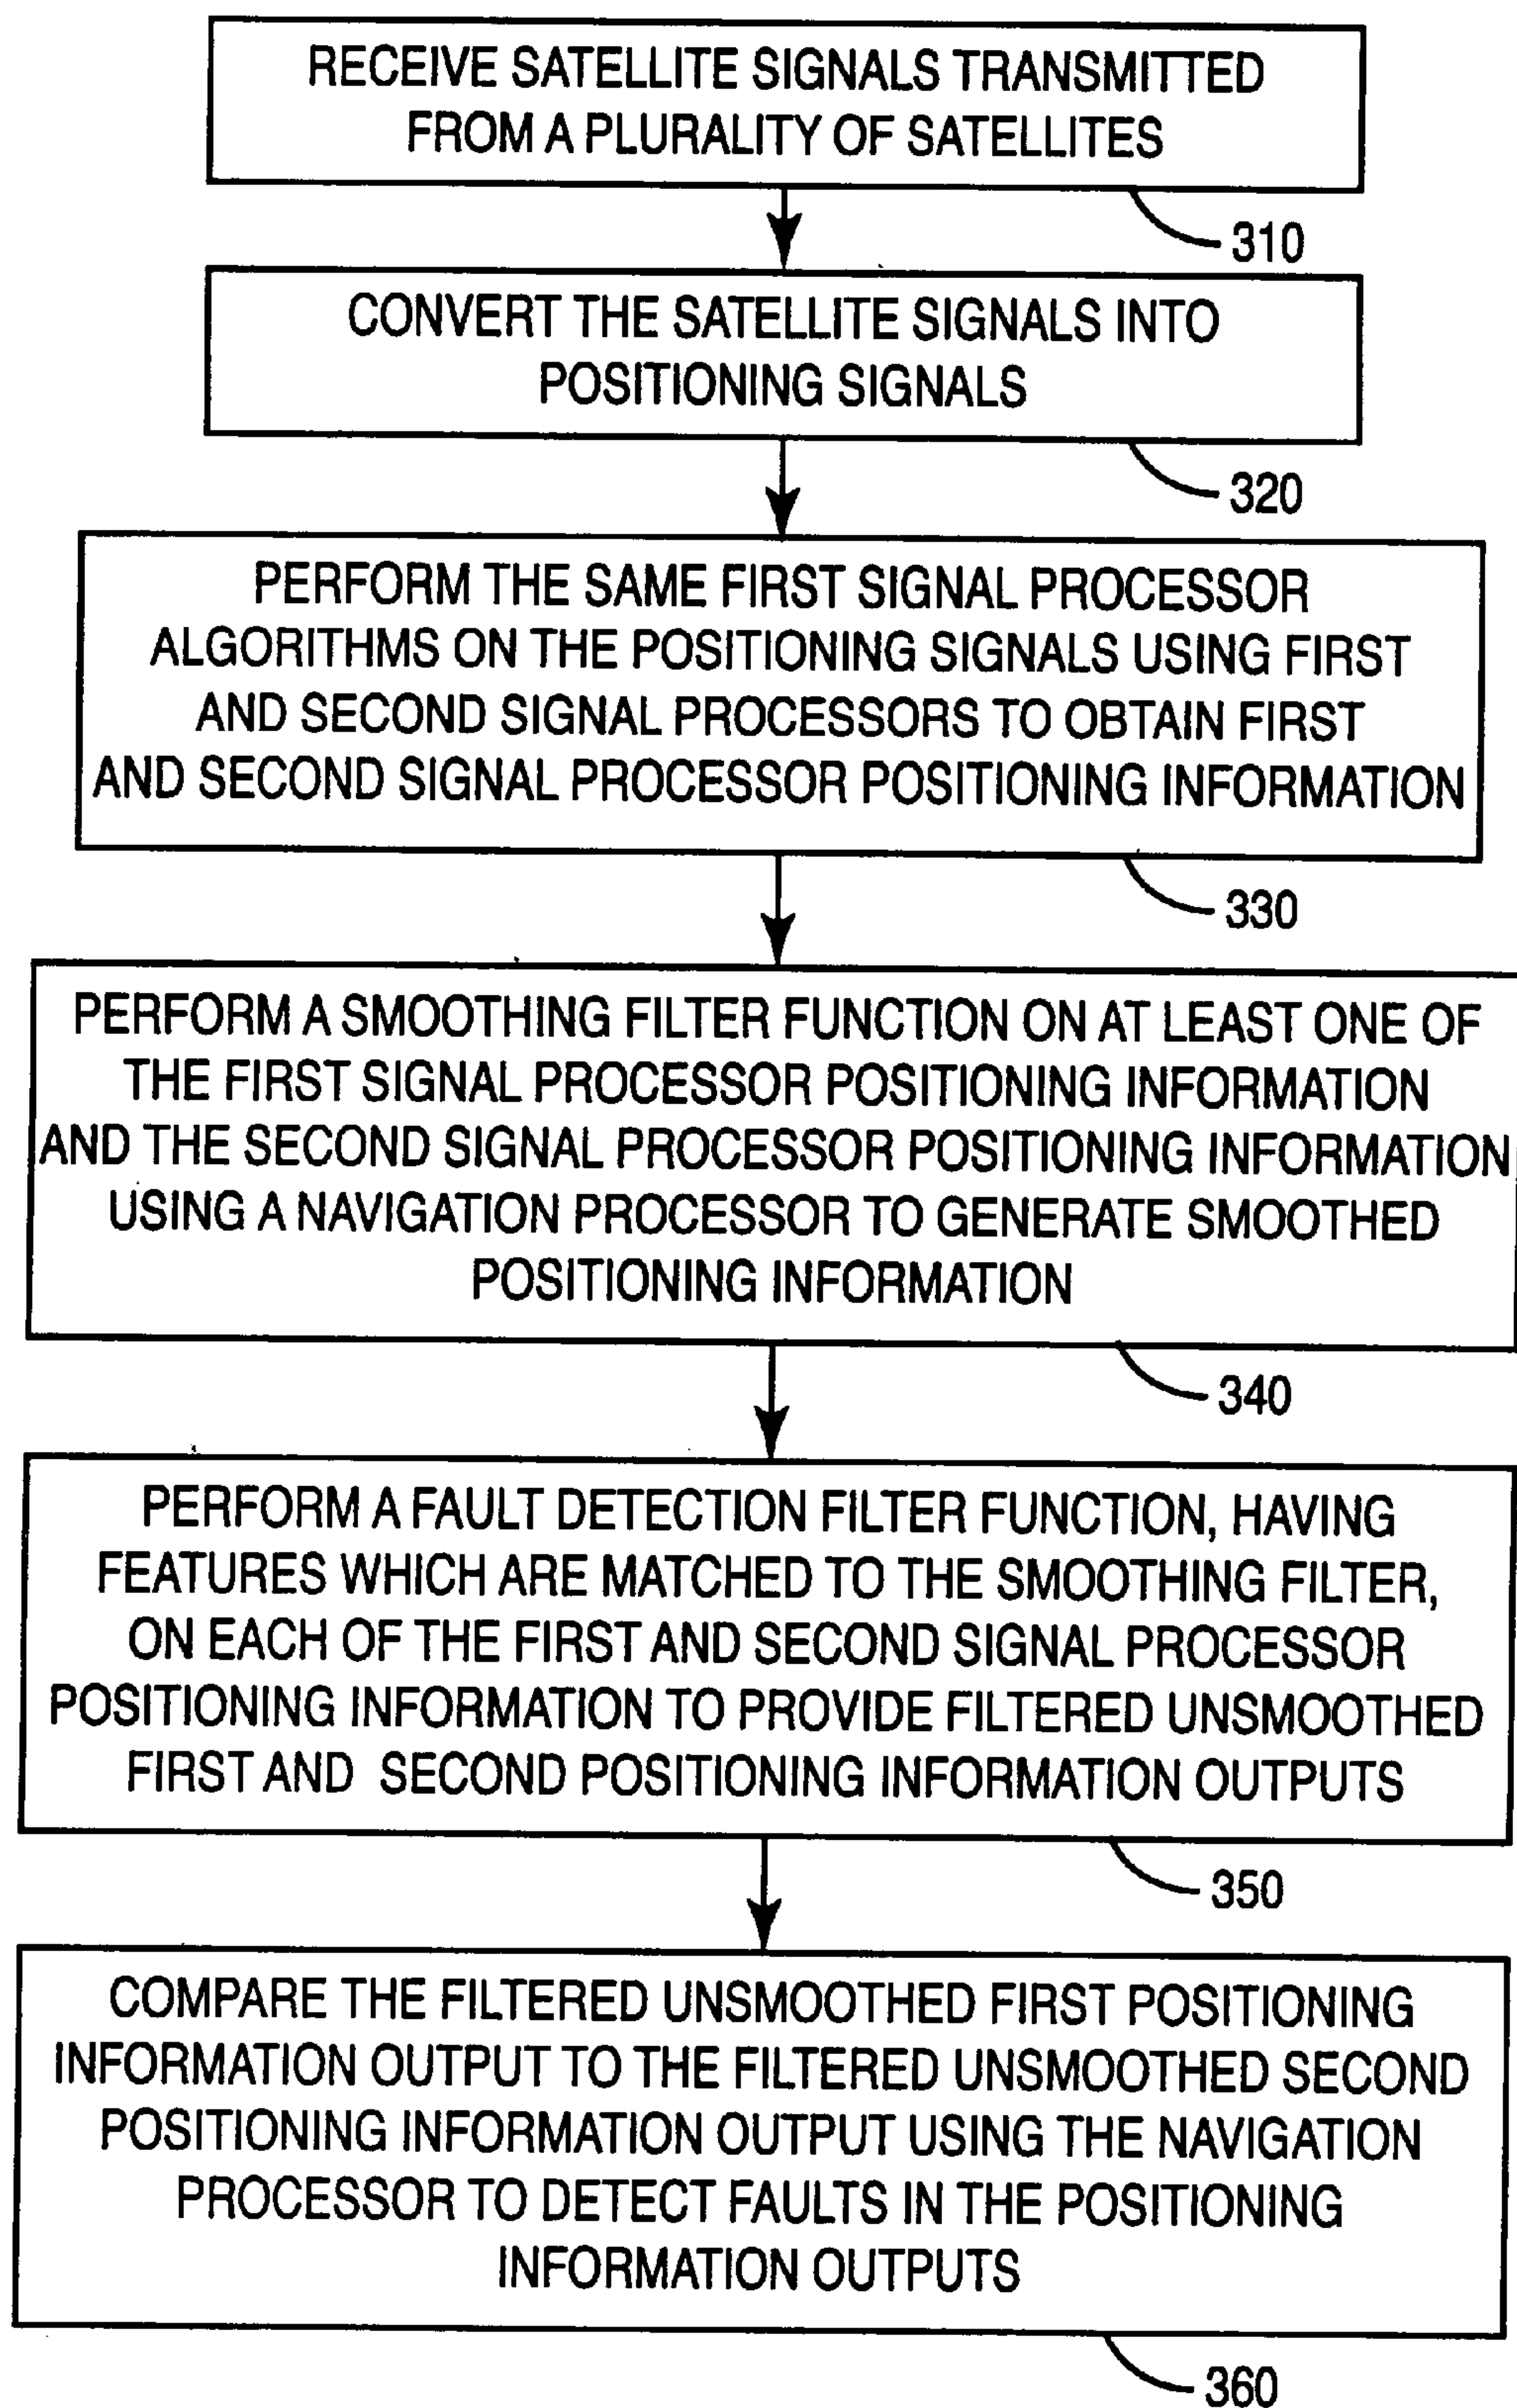 RECEIVE SATELLITE SIGNALS TRANSMITTED
FROM A PLURALITY OF SATELLITES
310
CONVERT THE SATELLITE SIGNALS INTO
POSITIONING SIGNALS
320
PERFORM THE SAME FIRST SIGNAL PROCESSOR
ALGORITHMS ON THE POSITIONING SIGNALS USING FIRST
AND SECOND SIGNAL PROCESSORS TO OBTAIN FIRST
AND SECOND SIGNAL PROCESSOR POSITIONING INFORMATION
330
PERFORM A SMOOTHING FILTER FUNCTION ON AT LEAST ONE OF
THE FIRST SIGNAL PROCESSOR POSITIONING INFORMATION
AND THE SECOND SIGNAL PROCESSOR POSITIONING INFORMATION
USING A NAVIGATION PROCESSOR TO GENERATE SMOOTHED
POSITIONING INFORMATION
340
PERFORM A FAULT DETECTION FILTER FUNCTION, HAVING
FEATURES WHICH ARE MATCHED TO THE SMOOTHING FILTER,
ON EACH OF THE FIRST AND SECOND SIGNAL PROCESSOR
POSITIONING INFORMATION TO PROVIDE FILTERED UNSMOOTHED
FIRST AND SECOND POSITIONING INFORMATION OUTPUTS
350
COMPARE THE FILTERED UNSMOOTHED FIRST POSITIONING
INFORMATION OUTPUT TO THE FILTERED UNSMOOTHED SECOND
POSITIONING INFORMATION OUTPUT USING THE NAVIGATION
PROCESSOR TO DETECT FAULTS IN THE POSITIONING
INFORMATION OUTPUTS
360